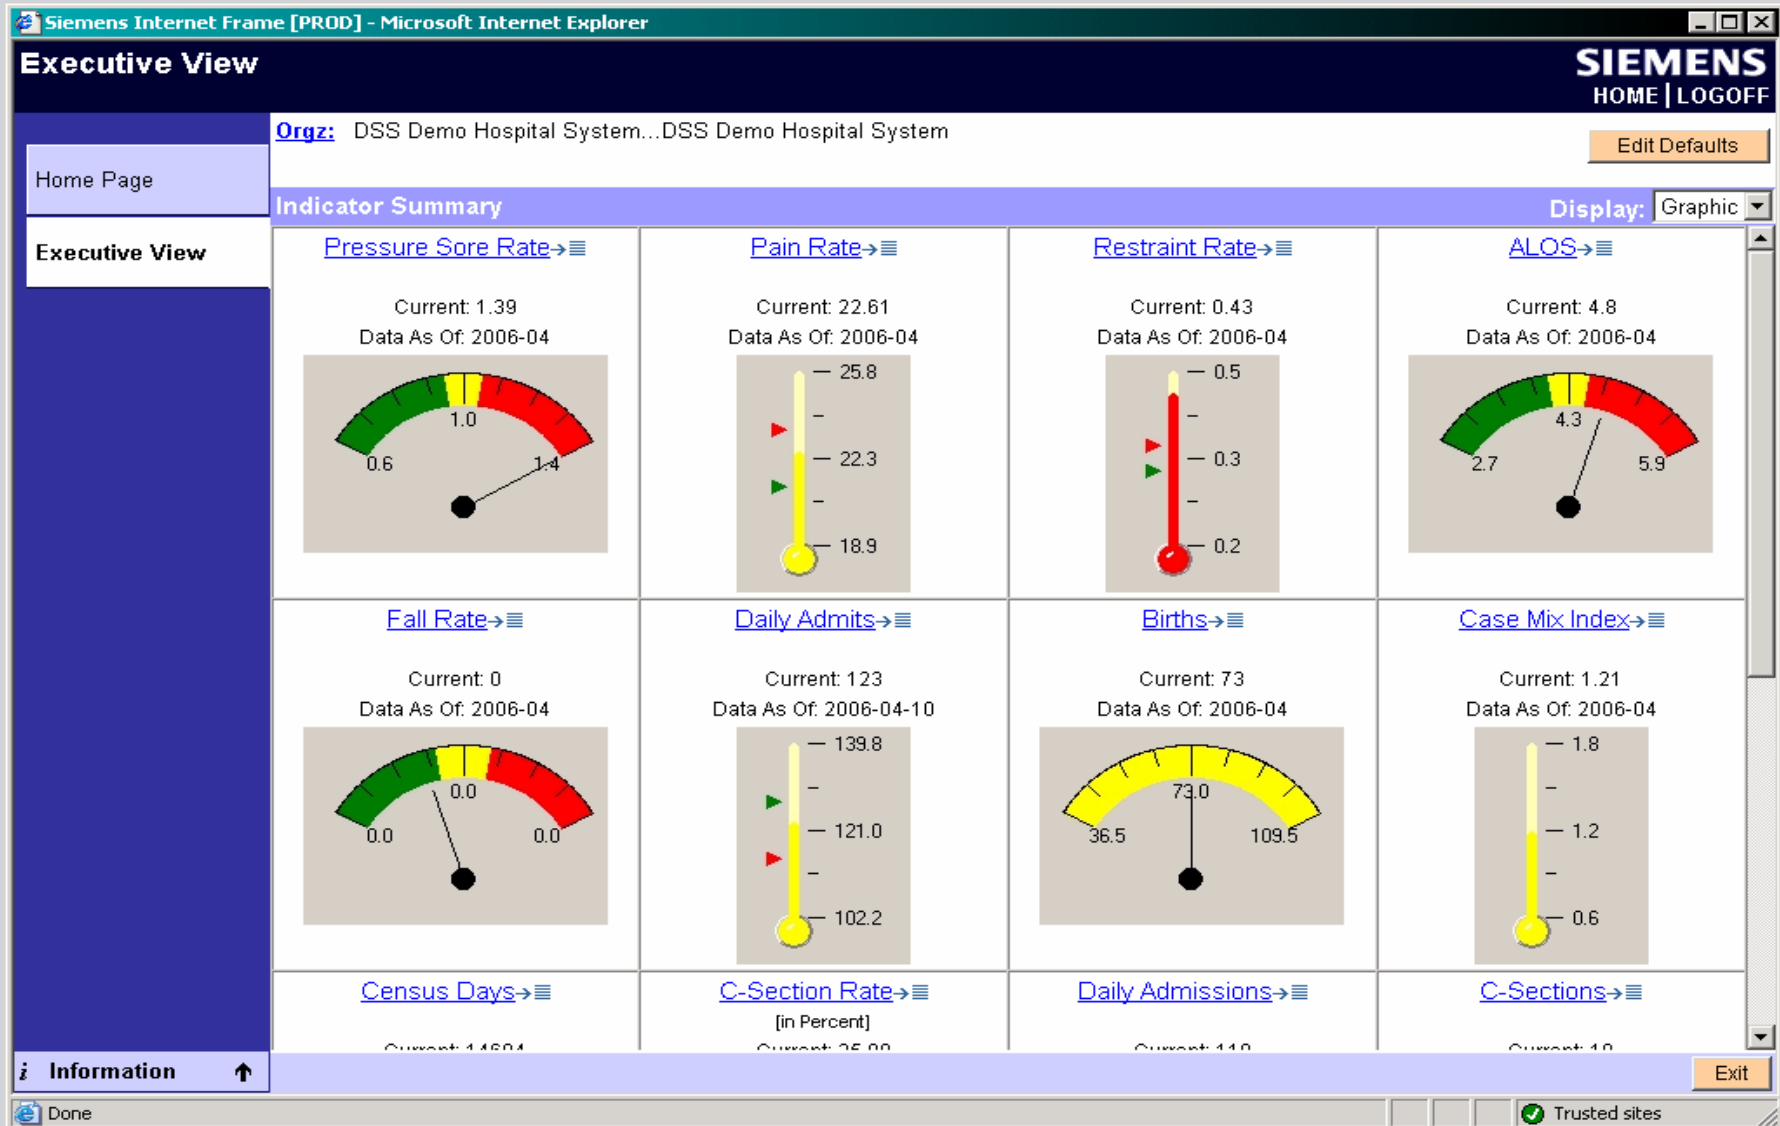 Siemens Internet Frame [PROD] - Microsoft Internet Explorer
Executive View
SIEMENS
HOME | LOGOFF
Orgz: DSS Demo Hospital System...DSS Demo Hospital System
Edit Defaults
Home Page
Executive View
Indicator Summary
Display: Graphic
Pressure Sore Rate
Current: 1.39
Data As Of: 2006-04
1.0
0.6
1.4
Pain Rate
Current: 22.61
Data As Of: 2006-04
25.8
22.3
18.9
Restraint Rate
Current: 0.43
Data As Of: 2006-04
0.5
0.3
0.2
ALOS
Current: 4.8
Data As Of: 2006-04
4.3
2.7
5.9
Fall Rate
Current: 0
Data As Of: 2006-04
0.0
0.0
0.0
Daily Admits
Current: 123
Data As Of: 2006-04-10
139.8
121.0
102.2
Births
Current: 73
Data As Of: 2006-04
73.0
36.5
109.5
Case Mix Index
Current: 1.21
Data As Of: 2006-04
1.8
1.2
0.6
Census Days
Current:
C-Section Rate
[in Percent]
Current:
Daily Admissions
Current:
C-Sections
Current:
i Information
Exit
Done
Trusted sites